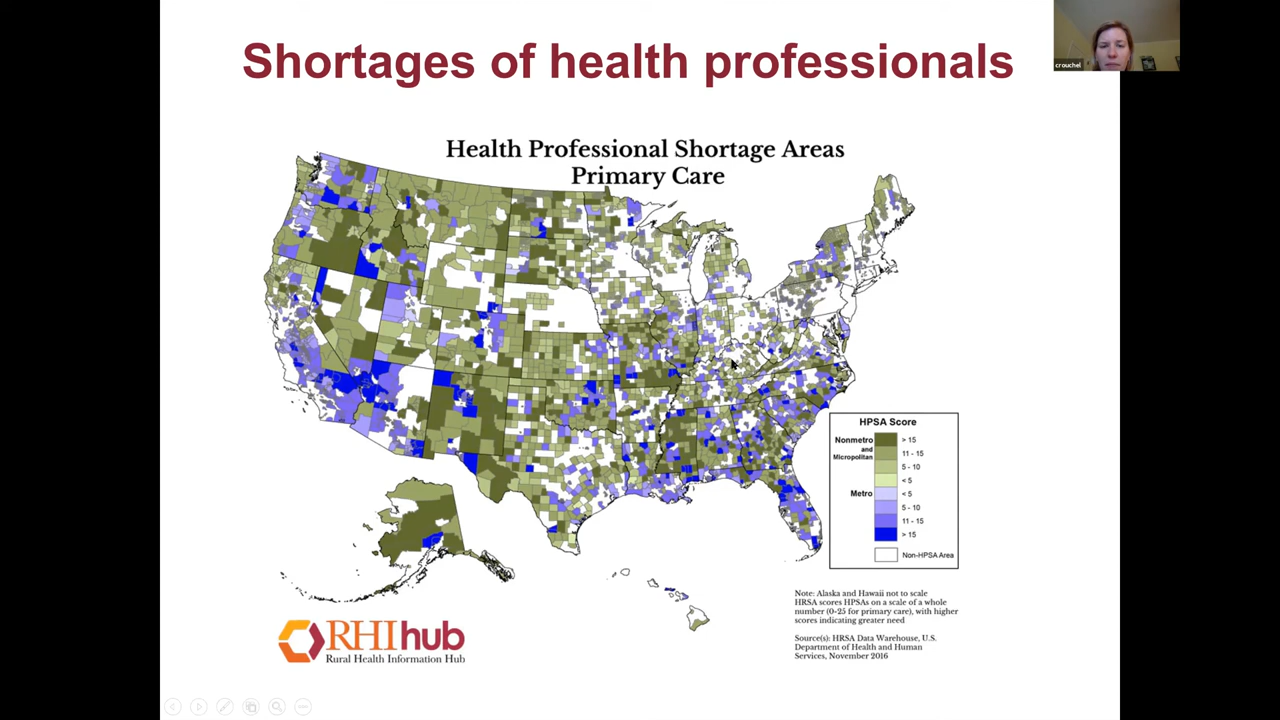 Shortages of health professionals
crouchel
Health Professional Shortage Areas
Primary Care
HPSA Score
Nonmetro
and
Micropolitan
> 15
11 - 15
5 - 10
< 5
Metro
< 5
5 - 10
11 - 15
> 15
Non-HPSA Area
Note: Alaska and Hawaii not to scale
HRSA scores HPSAs on a scale of a whole
number (0-25 for primary care), with higher
scores indicating greater need
Source(s): HRSA Data Warehouse, U.S.
Department of Health and Human
Services, November 2016
RHIhub
Rural Health Information Hub